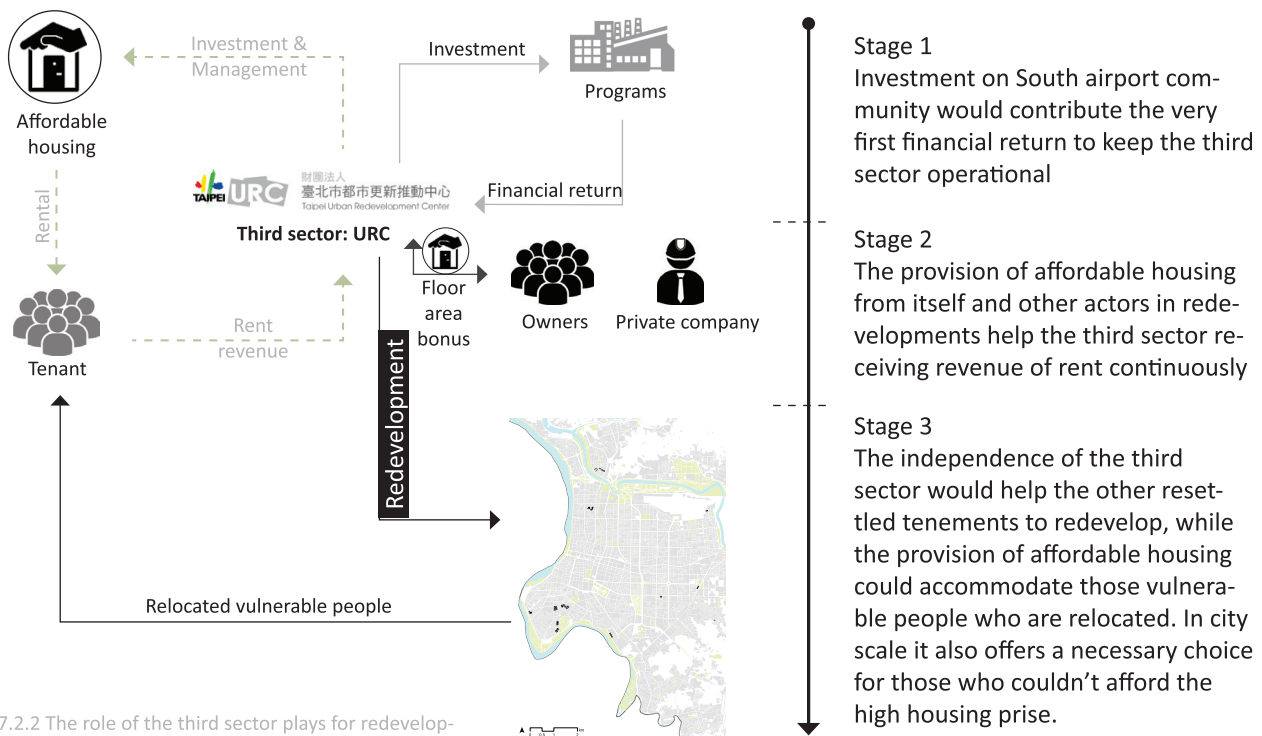 Investment &
Management
Investment
Programs
Affordable
housing
Rental
TAIPEI URC
財團法人
臺北市都市更新推動中心
Taipei Urban Redevelopment Center
Financial return
Third sector: URC
Floor
area
bonus
Owners
Private company
Rent
revenue
Tenant
Redevelopment
Relocated vulnerable people
7.2.2 The role of the third sector plays for redevelop-
Stage 1
Investment on South airport com-
munity would contribute the very
first financial return to keep the third
sector operational
Stage 2
The provision of affordable housing
from itself and other actors in rede-
velopments help the third sector re-
ceiving revenue of rent continuously
Stage 3
The independence of the third
sector would help the other reset-
tled tenements to redevelop, while
the provision of affordable housing
could accommodate those vulnera-
ble people who are relocated. In city
scale it also offers a necessary choice
for those who couldn't afford the
high housing prise.